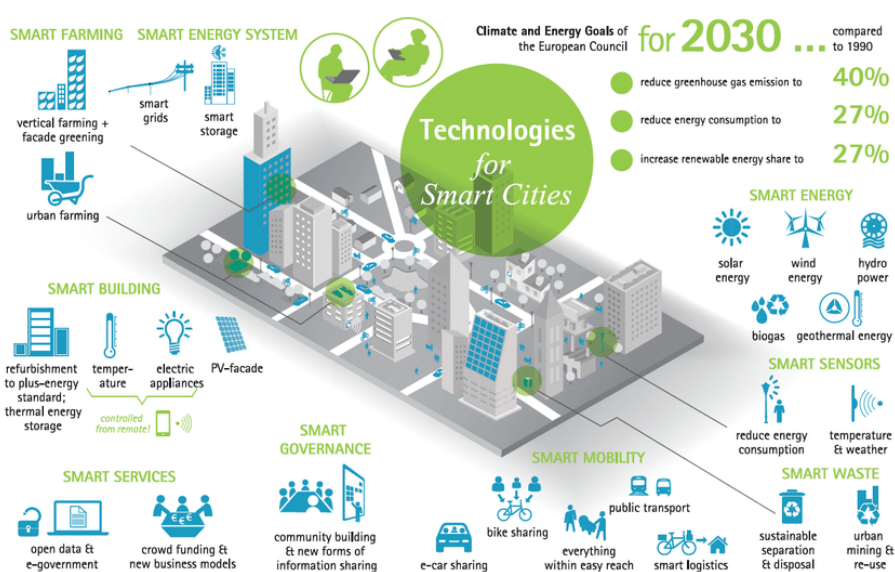 SMART FARMING
vertical farming +
facade greening
urban farming
SMART ENERGY SYSTEM
smart
grids
smart
storage
Climate and Energy Goals of
the European Council
for 2030 ...
compared
to 1990
reduce greenhouse gas emission to
40%
reduce energy consumption to
27%
increase renewable energy share to
27%
Technologies
for
Smart Cities
SMART ENERGY
solar
energy
wind
energy
hydro
power
biogas
geothermal energy
SMART BUILDING
refurbishment
to plus-energy
standard;
thermal energy
storage
temper-
ature
electric
appliances
PV-facade
controlled
from remote!
SMART SENSORS
reduce energy
consumption
temperature
& weather
SMART SERVICES
open data &
e-government
€€€
crowd funding &
new business models
SMART
GOVERNANCE
community building
& new forms of
information sharing
SMART MOBILITY
e-car sharing
bike sharing
everything
within easy reach
public transport
smart logistics
SMART WASTE
sustainable
separation
& disposal
urban
mining &
re-use